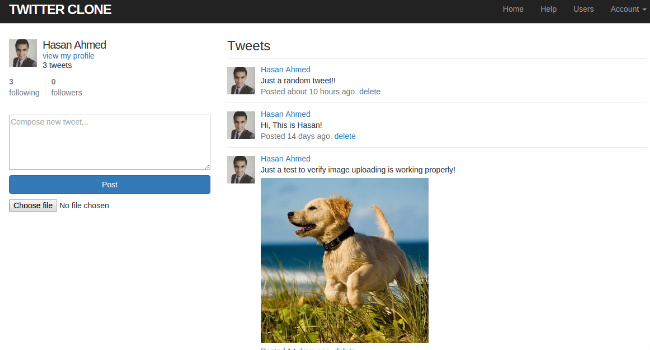 TWITTER CLONE
Home Help Users Account
Hasan Ahmed
view my profile
3 tweets
3 0
following followers
Compose new tweet...
Post
Choose file No file chosen
Tweets
Hasan Ahmed
Just a random tweet!!
Posted about 10 hours ago. delete
Hasan Ahmed
Hi, This is Hasan!
Posted 14 days ago. delete
Hasan Ahmed
Just a test to verify image uploading is working properly!